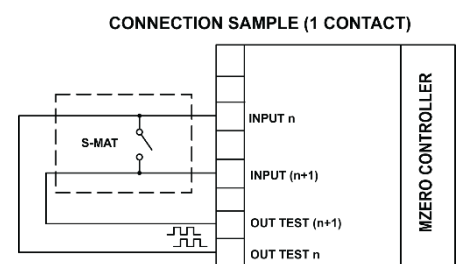 CONNECTION SAMPLE (1 CONTACT)
S-MAT
INPUT n
INPUT (n+1)
OUT TEST (n+1)
OUT TEST n
MZERO CONTROLLER